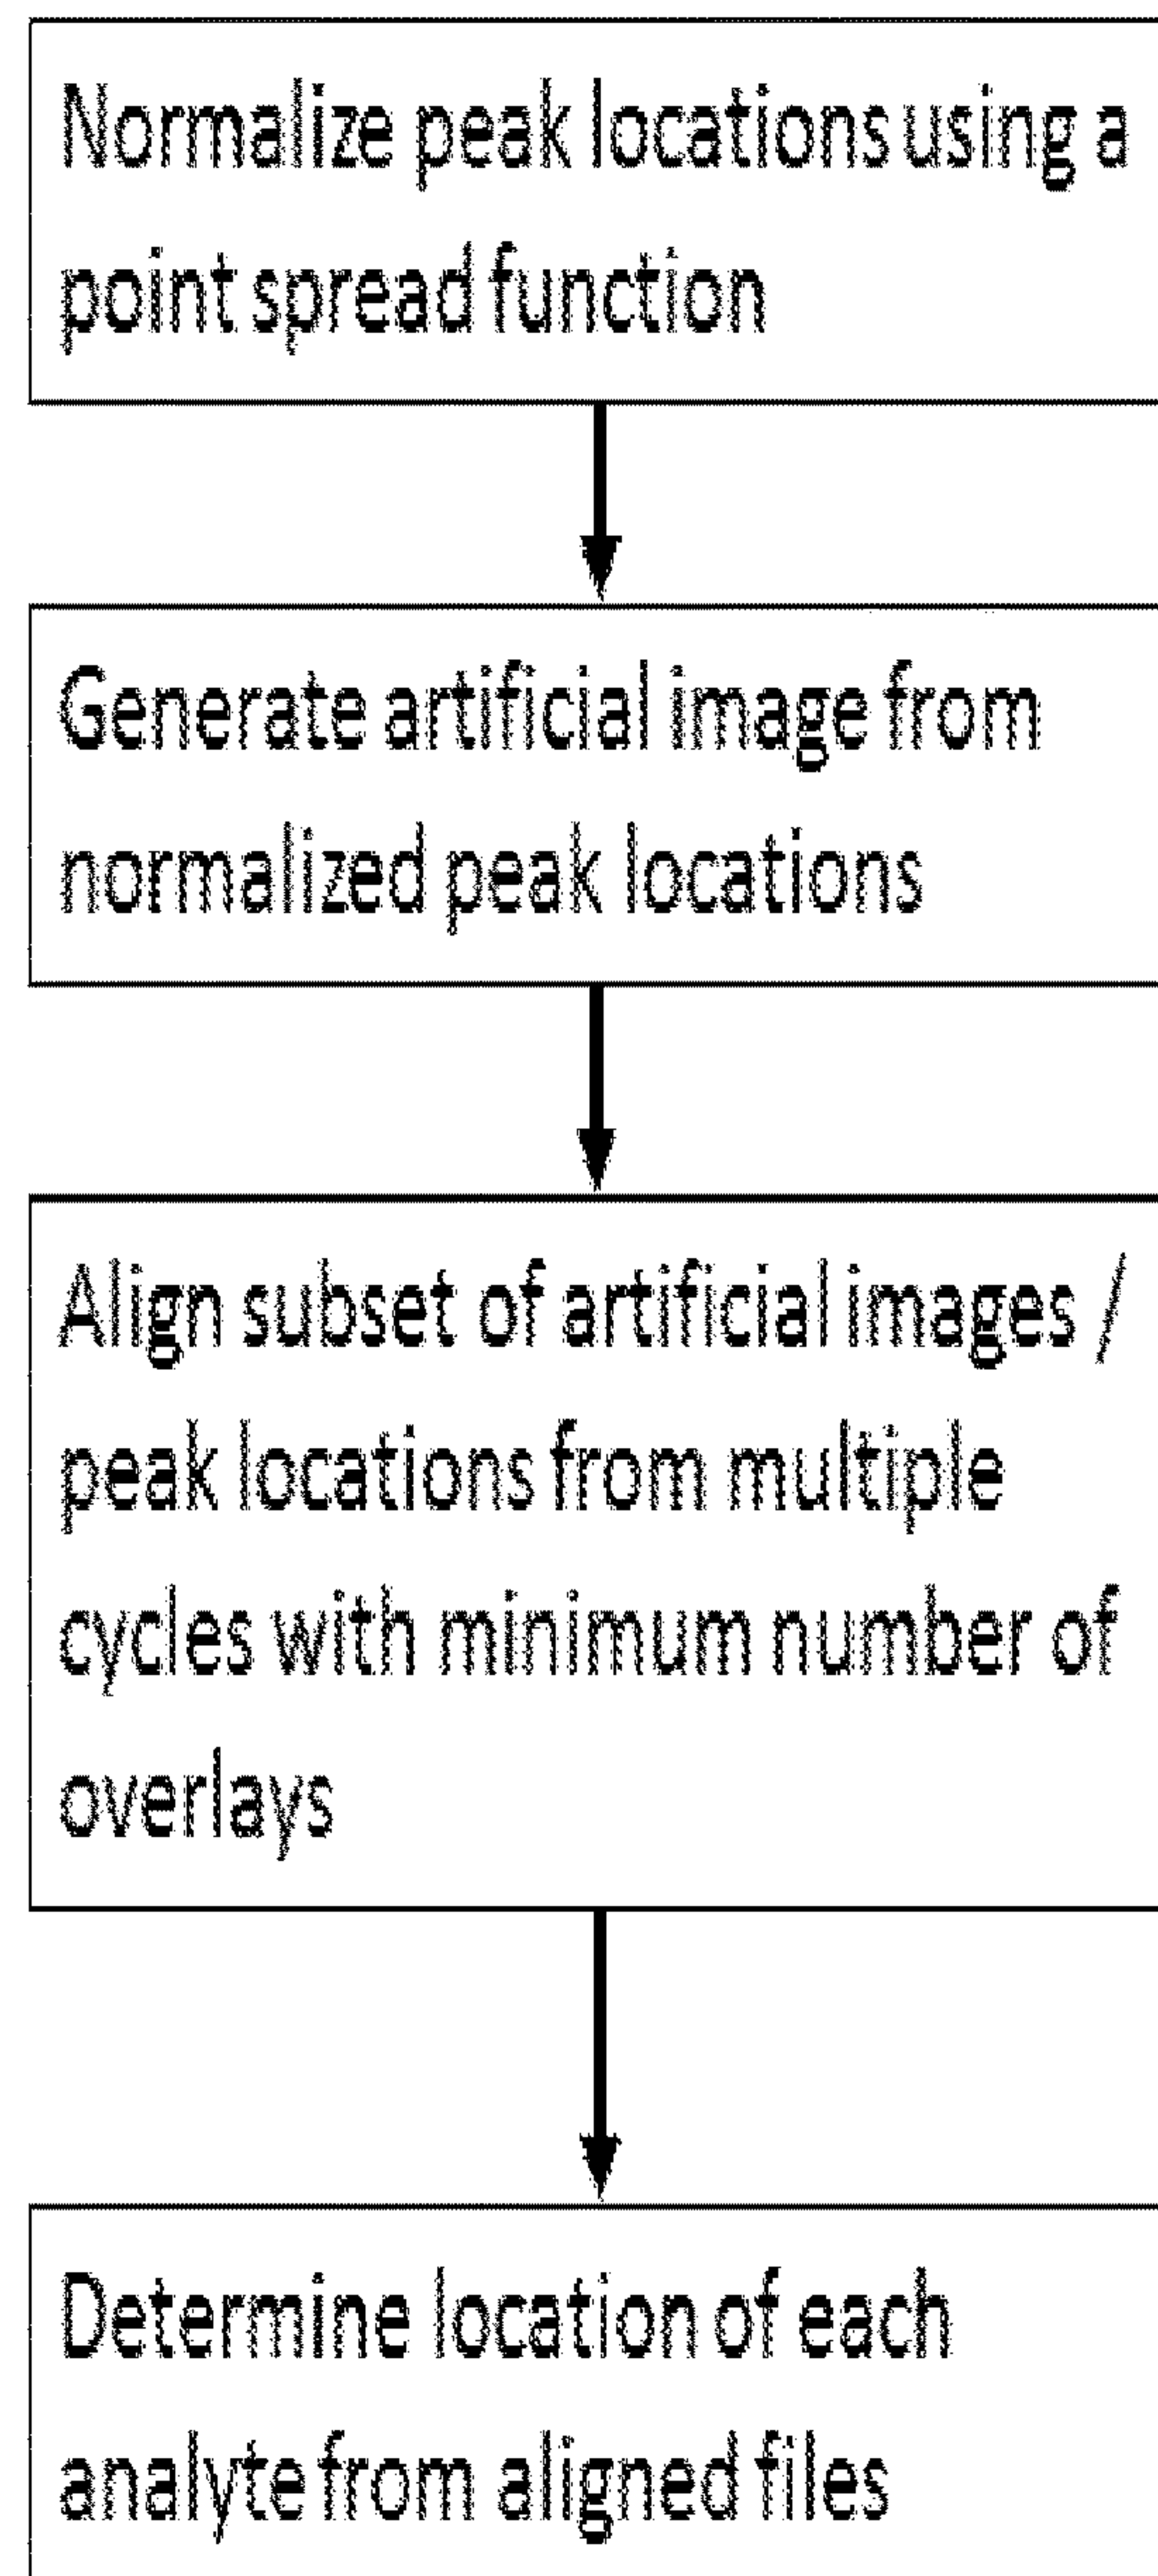 Normalize peak locations using a
point spread function
Generate artificial image from
normalized peak locations
Align subset of artificial images /
peak locations from multiple
cycles with minimum number of
overlays
Determine location of each
analyte from aligned files